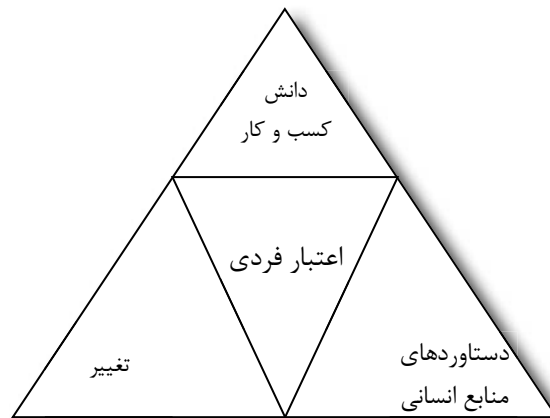 دانش
کسب و کار
اعتبار فردی
دستاوردهای
منابع انسانی
تغییر